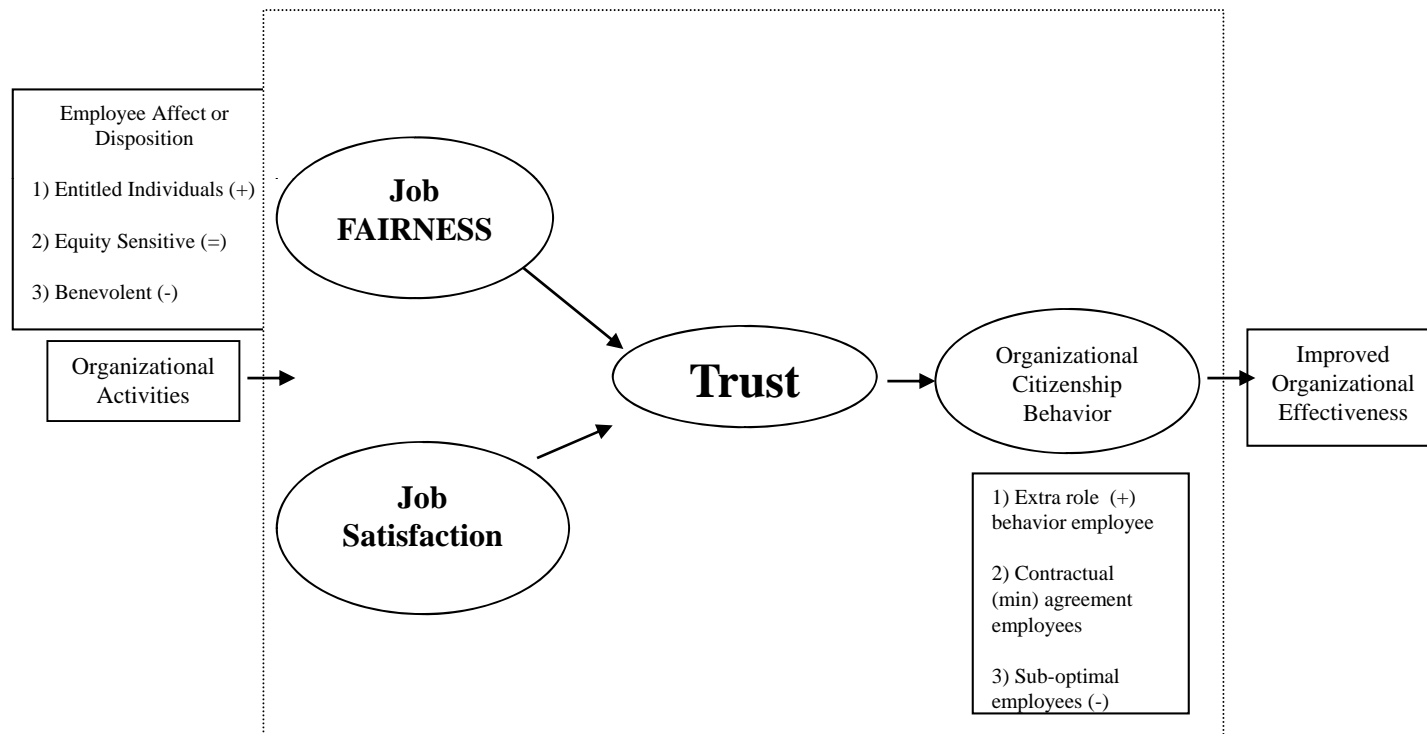 Employee Affect or
Disposition
1) Entitled Individuals (+)
2) Equity Sensitive (=)
3) Benevolent (-)
Organizational
Activities
Job
FAIRNESS
Job
Satisfaction
Trust
Organizational
Citizenship
Behavior
1) Extra role (+)
behavior employee
2) Contractual
(min) agreement
employees
3) Sub-optimal
employees (-)
Improved
Organizational
Effectiveness